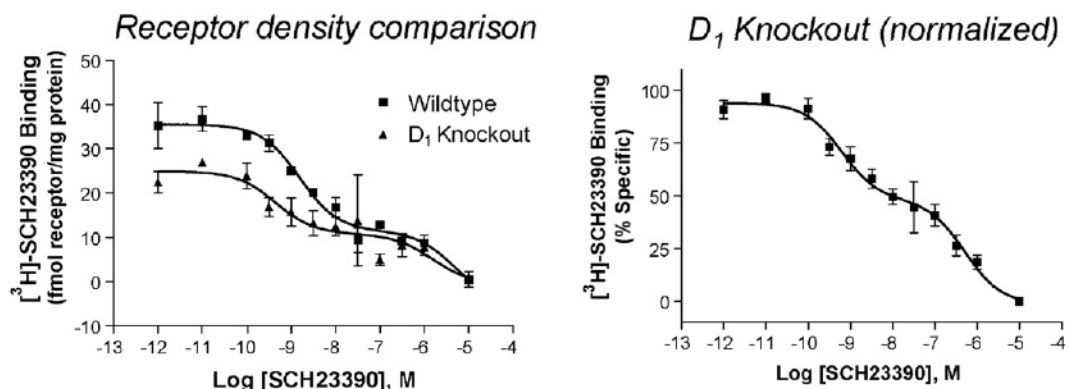 Receptor density comparison
[³H]-SCH23390 Binding
(fmol receptor/mg protein)
50
40
30
20
10
0
-10
Wildtype
D₁ Knockout
-13 -12 -11 -10 -9 -8 -7 -6 -5 -4
Log [SCH23390], M
D₁ Knockout (normalized)
[³H]-SCH23390 Binding
(% Specific)
100
75
50
25
0
-13 -12 -11 -10 -9 -8 -7 -6 -5 -4
Log [SCH23390], M